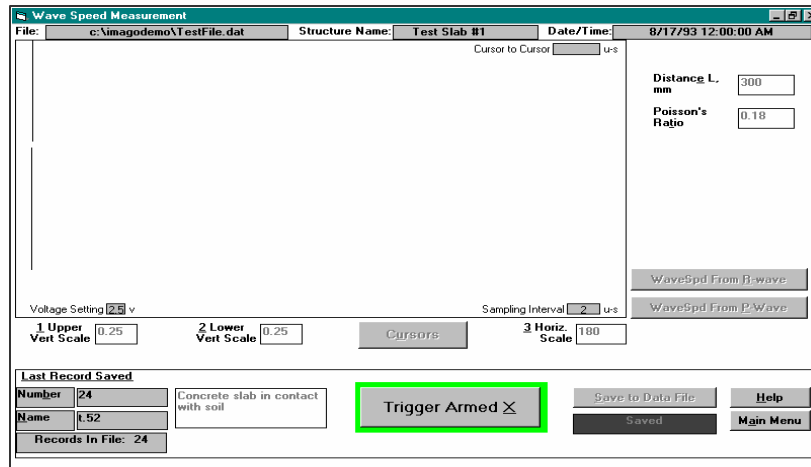 Wave Speed Measurement
File: c:\imagodemo\TestFile.dat Structure Name: Test Slab #1 Date/Time: 8/17/93 12:00:00 AM
Cursor to Cursor u-s
Distance L, mm 300
Poisson's Ratio 0.18
WaveSpd From R-wave
Voltage Setting 2.5 v Sampling Interval 2 u-s WaveSpd From P-Wave
1 Upper Vert Scale 0.25 2 Lower Vert Scale 0.25 Cursors 3 Horiz. Scale 180
Last Record Saved
Number 24 Concrete slab in contact with soil Trigger Armed X Save to Data File Help
Name t.52 Saved Main Menu
Records In File: 24